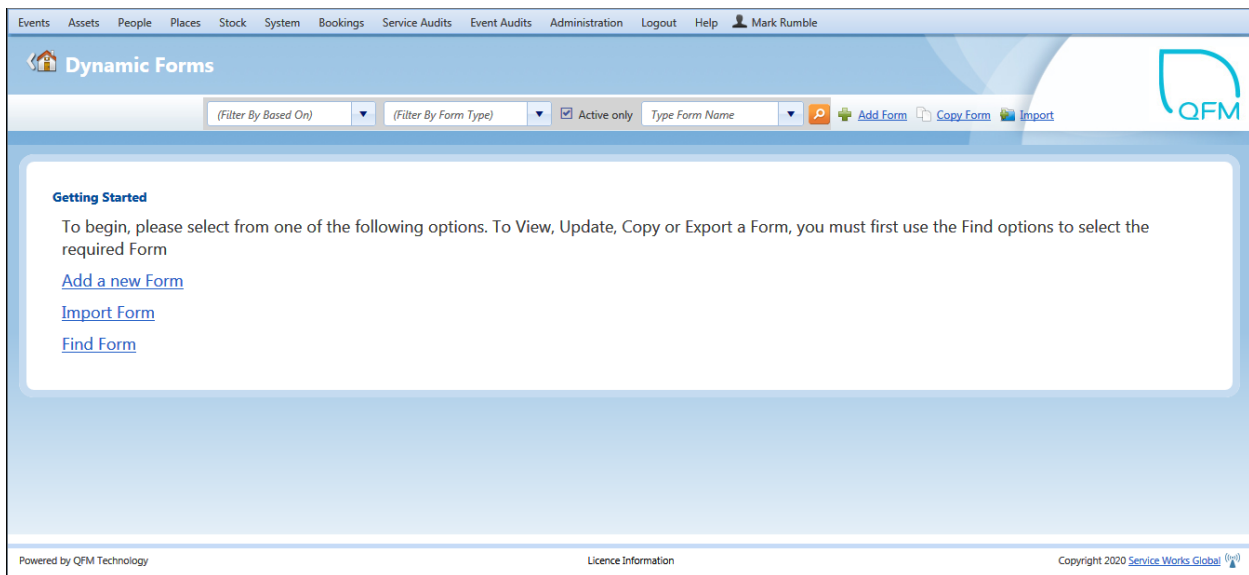 Events Assets People Places Stock System Bookings Service Audits Event Audits Administration Logout Help Mark Rumble
Dynamic Forms
QFM
(Filter By Based On) (Filter By Form Type) Active only Type Form Name Add Form Copy Form Import
Getting Started
To begin, please select from one of the following options. To View, Update, Copy or Export a Form, you must first use the Find options to select the
required Form
Add a new Form
Import Form
Find Form
Powered by QFM Technology Licence Information Copyright 2020 Service Works Global